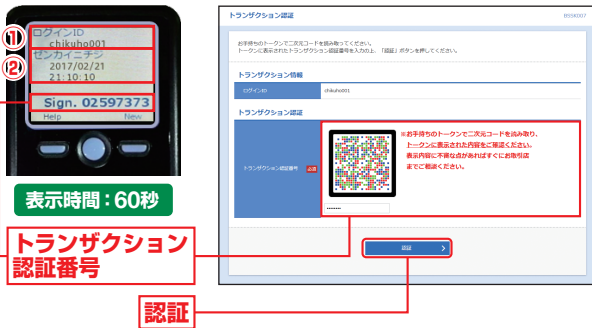 ①
ログインID
chikuho001
②
ゼンカイニチジ
2017/02/21
21:10:10
Sign. 02597373
Help New
表示時間：60秒
トランザクション
認証番号
認証
トランザクション認証
BSSK007
お手持ちのトークンで二次元コードを読み取ってください。
トークンに表示されたトランザクション認証番号を入力の上、「認証」ボタンを押してください。
トランザクション情報
ログインID chikuho001
トランザクション認証
トランザクション認証番号 必須
※お手持ちのトークンで二次元コードを読み取り、
トークンに表示された内容をご確認ください。
表示内容に不審な点があればすぐにお取引店
までご相談ください。
••••••••
認証